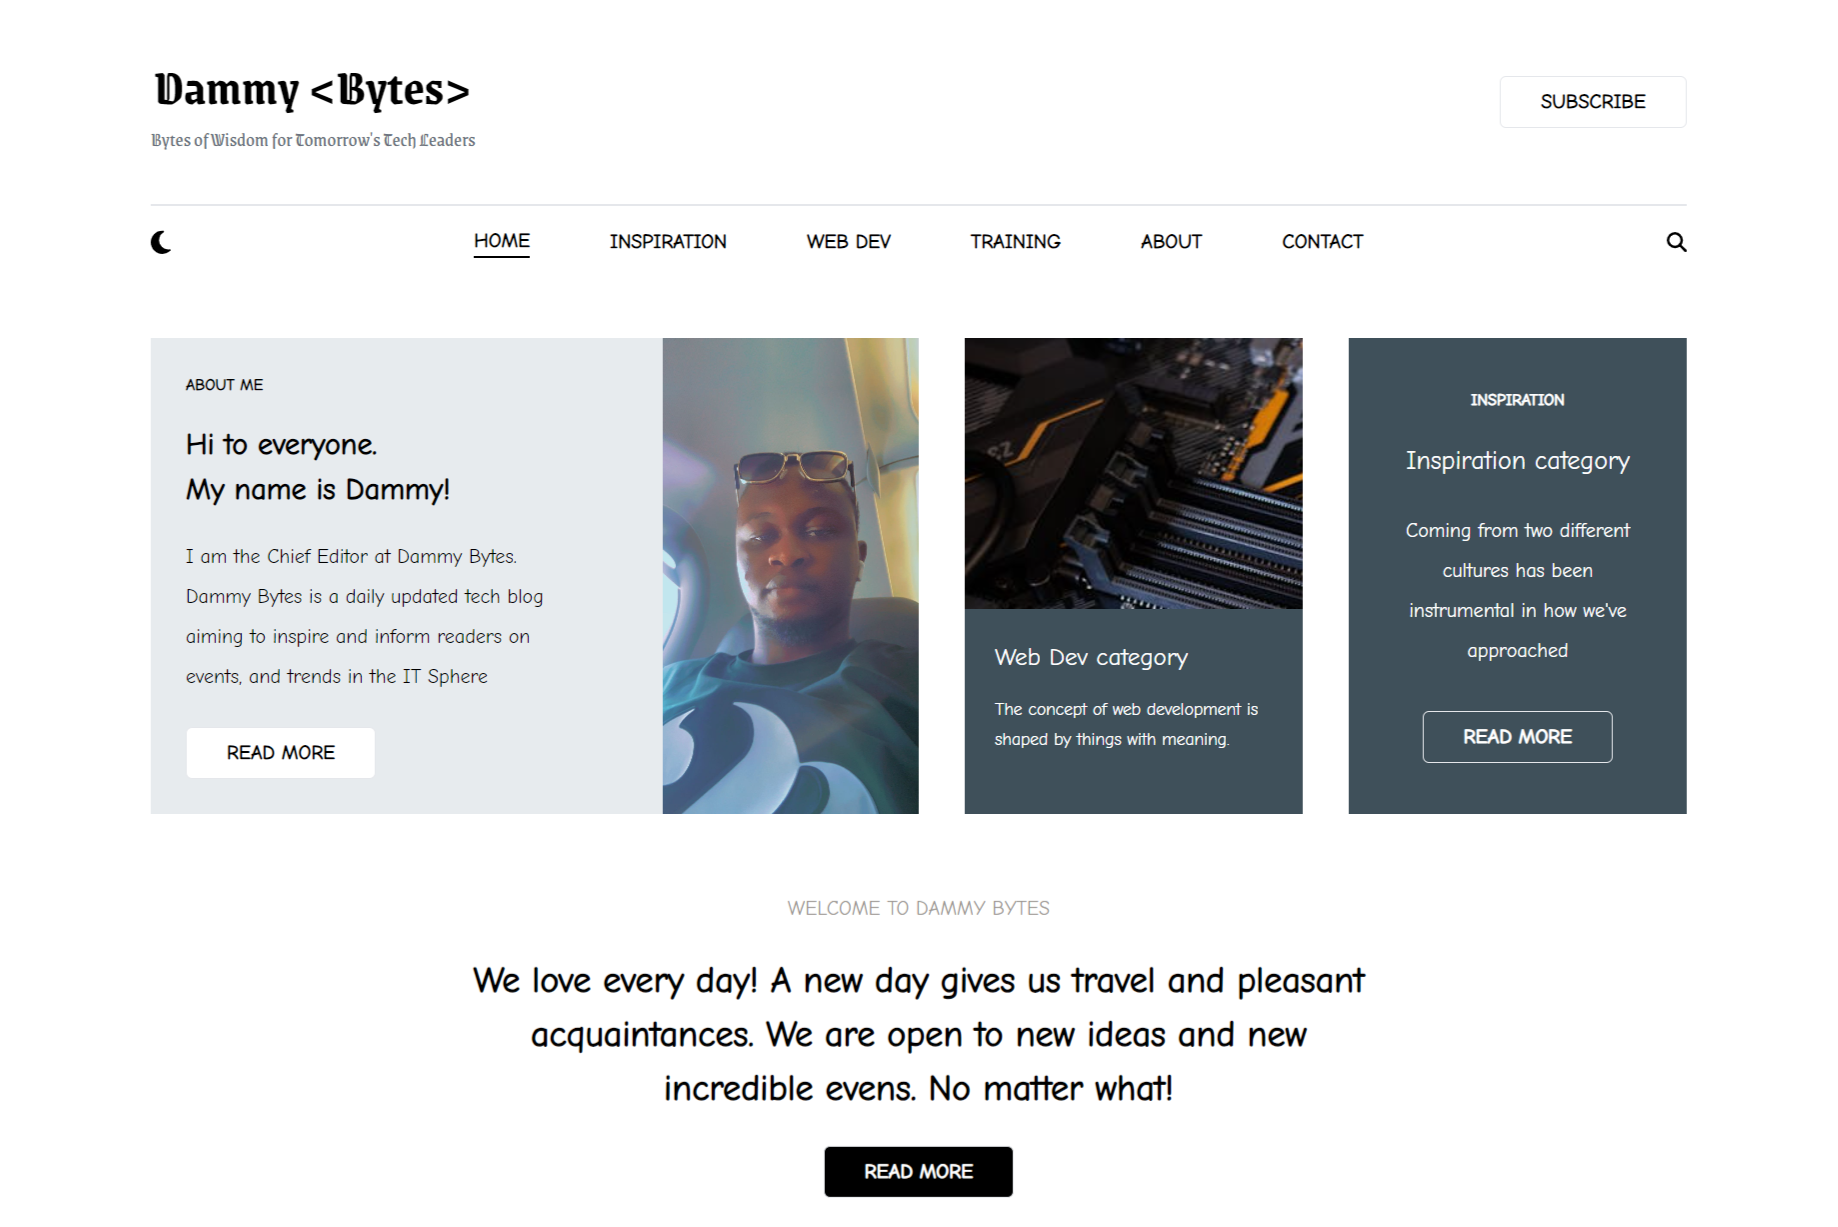 Dammy <Bytes>
Bytes of Wisdom for Tomorrow's Tech Leaders
SUBSCRIBE
HOME INSPIRATION WEB DEV TRAINING ABOUT CONTACT
ABOUT ME
Hi to everyone.
My name is Dammy!
I am the Chief Editor at Dammy Bytes.
Dammy Bytes is a daily updated tech blog
aiming to inspire and inform readers on
events, and trends in the IT Sphere
READ MORE
Web Dev category
The concept of web development is
shaped by things with meaning.
INSPIRATION
Inspiration category
Coming from two different
cultures has been
instrumental in how we've
approached
READ MORE
WELCOME TO DAMMY BYTES
We love every day! A new day gives us travel and pleasant
acquaintances. We are open to new ideas and new
incredible evens. No matter what!
READ MORE